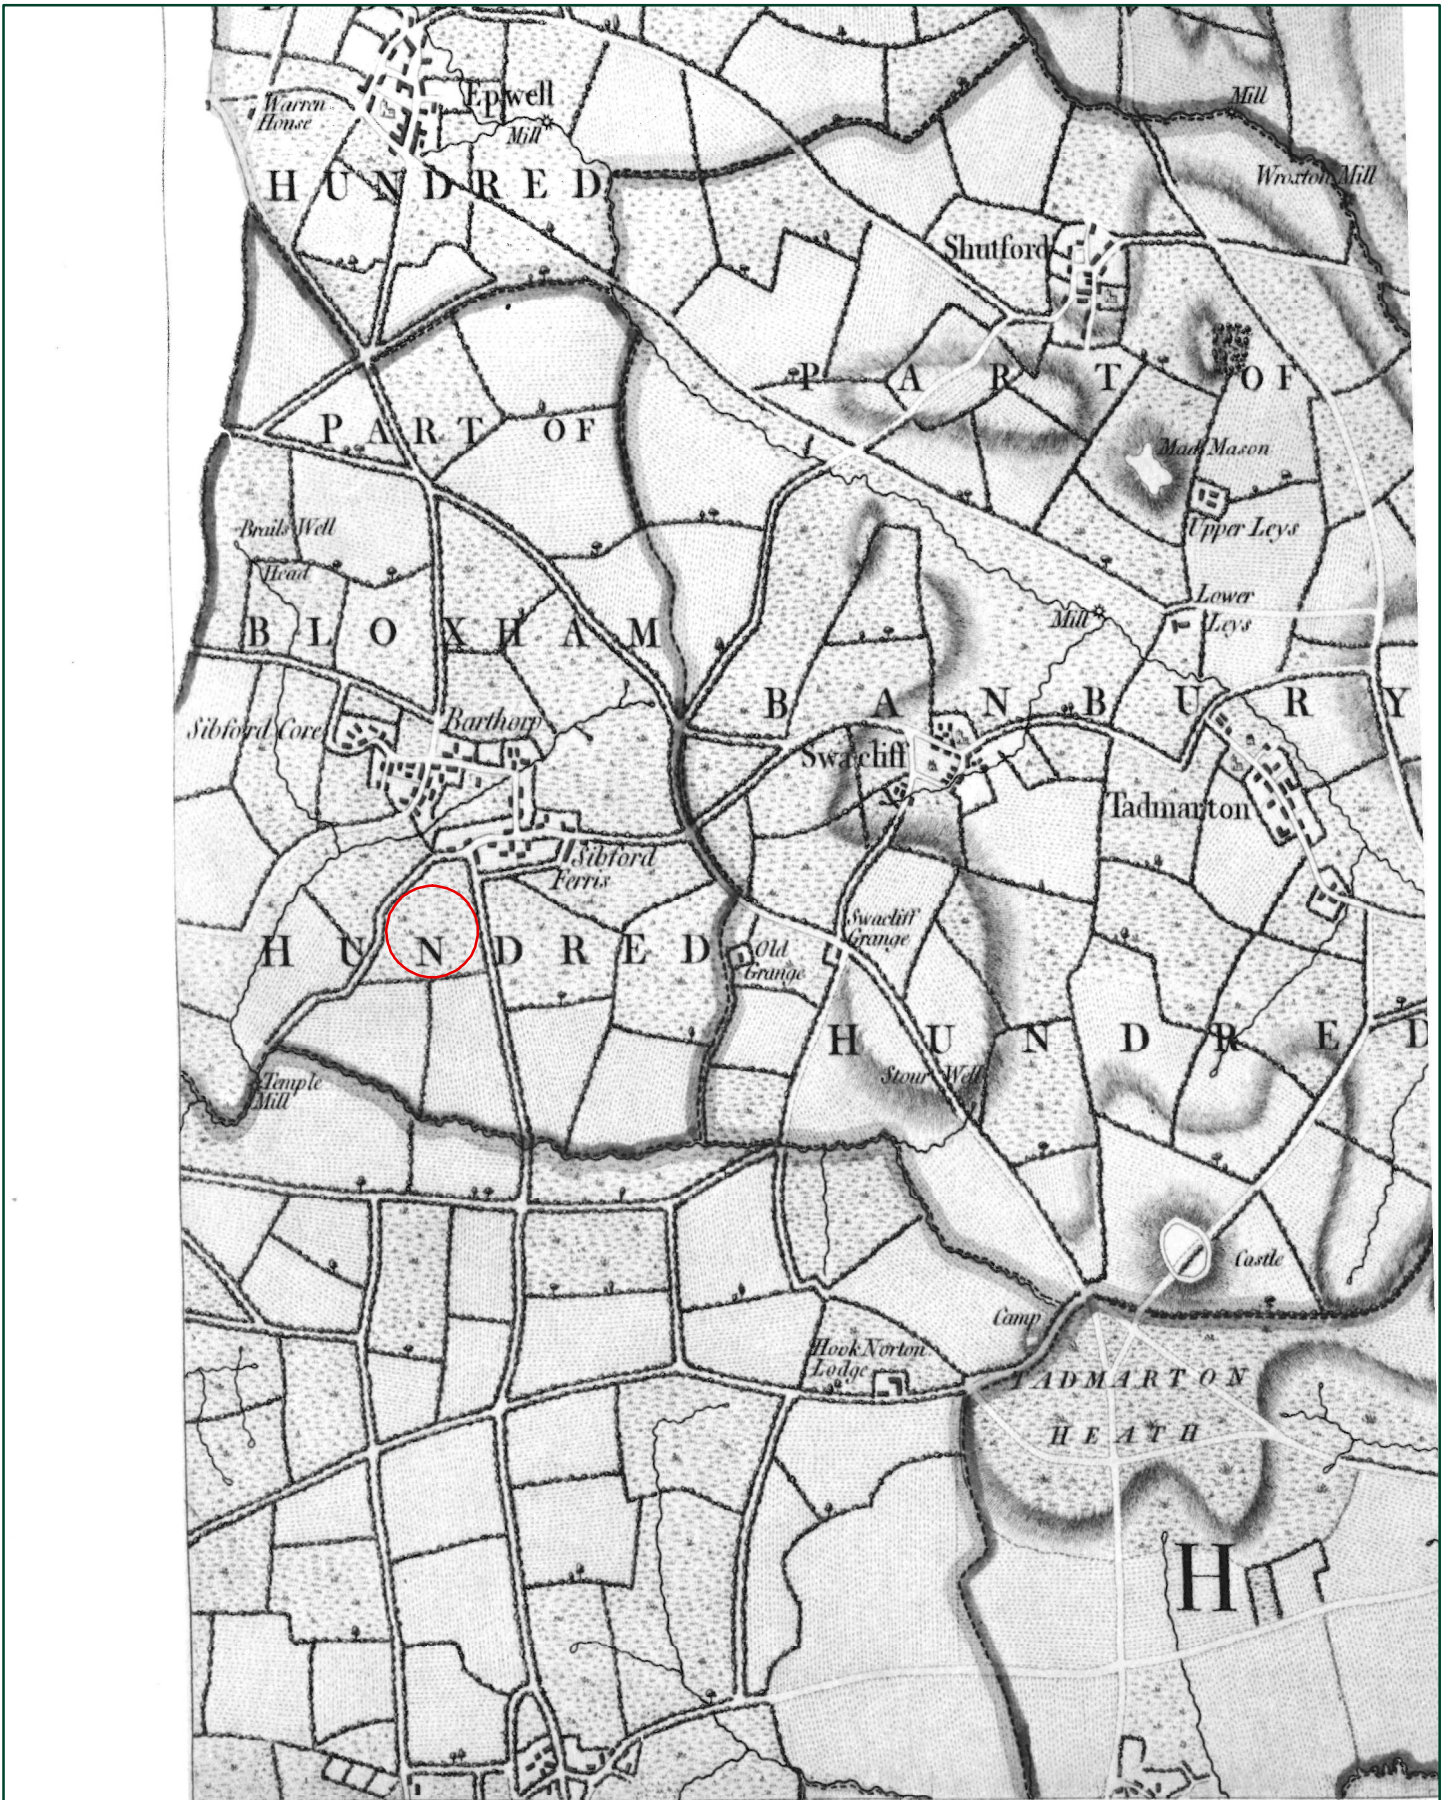 Epwell
Warren
House
Mill
Mill
HUNDRED
Wroxton Mill
Shutford
PART OF
PART OF
Mad Mason
Upper Leys
Brails Well
Head
Lower
Leys
Mill
BLOXHAM
BANBURY
Sibford Gore
Barthorp
Swacliff
Tadmarton
Sibford
Ferris
Swacliff
Grange
HUNDRED
Old
Grange
HUNDRED
Stour Well
Temple
Mill
Castle
Camp
Hook Norton
Lodge
TADMARTON
HEATH
H